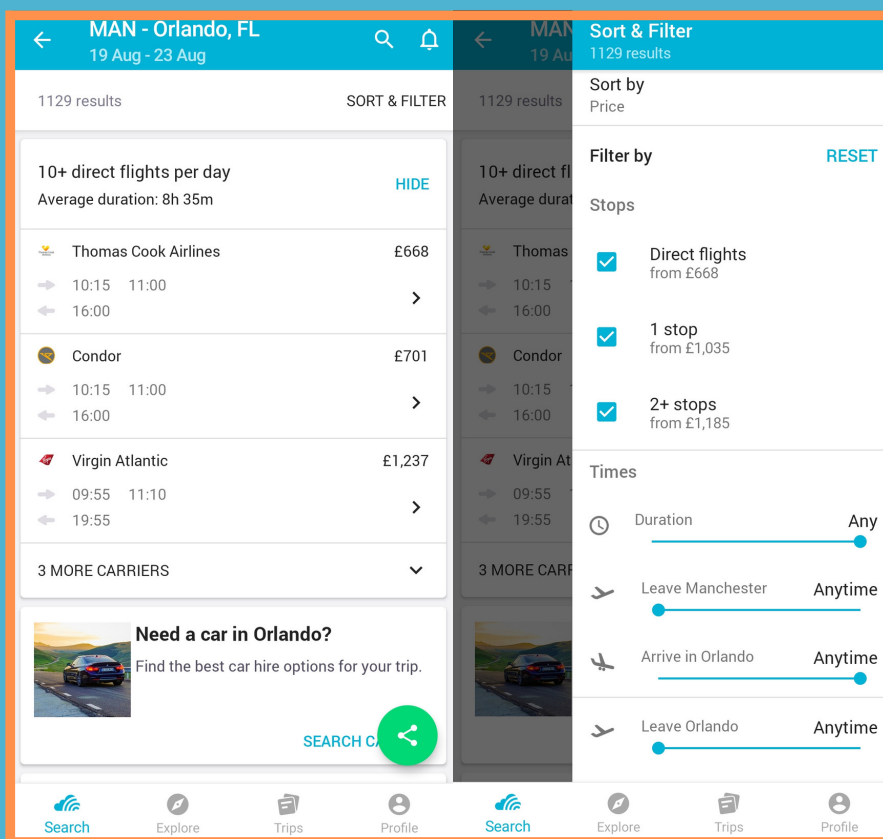 MAN - Orlando, FL
19 Aug - 23 Aug
1129 results
SORT & FILTER
10+ direct flights per day
Average duration: 8h 35m
HIDE
Thomas Cook Airlines
£668
10:15 11:00
16:00
Condor
£701
10:15 11:00
16:00
Virgin Atlantic
£1,237
09:55 11:10
19:55
3 MORE CARRIERS
Need a car in Orlando?
Find the best car hire options for your trip.
SEARCH
Search
Explore
Trips
Profile
MAN
19 Au
1129 results
10+ direct fl
Average durat
Thomas
10:15
16:00
Condor
10:15
16:00
Virgin At
09:55
19:55
3 MORE CARR
Sort & Filter
1129 results
Sort by
Price
Filter by
RESET
Stops
Direct flights
from £668
1 stop
from £1,035
2+ stops
from £1,185
Times
Duration
Any
Leave Manchester
Anytime
Arrive in Orlando
Anytime
Leave Orlando
Anytime
Search
Explore
Trips
Profile